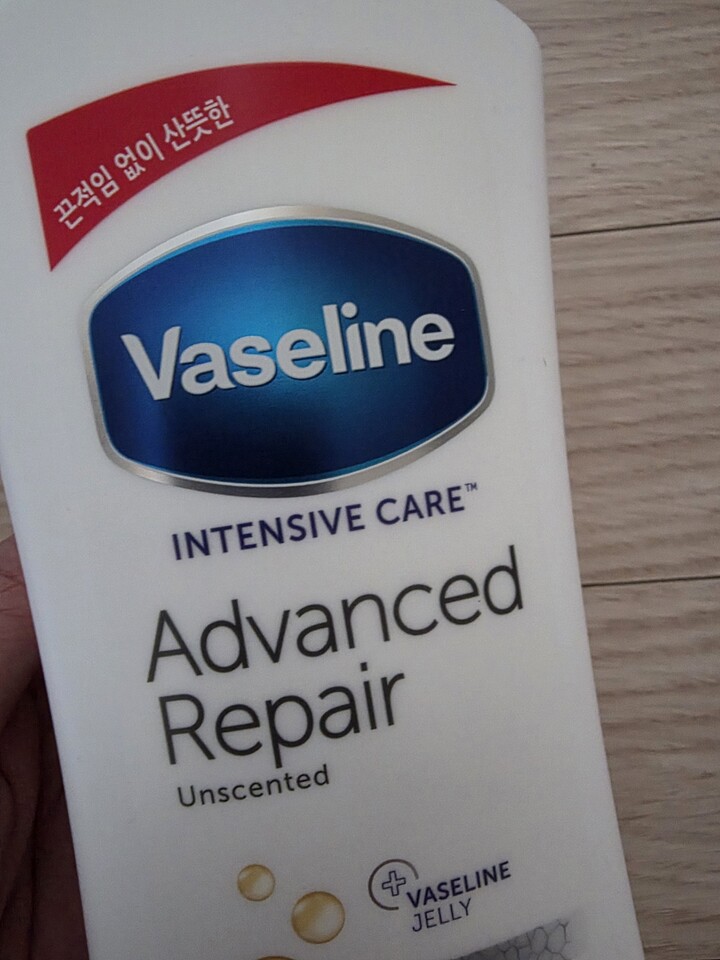 끈적임 없이 산뜻한
Vaseline
INTENSIVE CARE™
Advanced
Repair
Unscented
VASELINE
JELLY